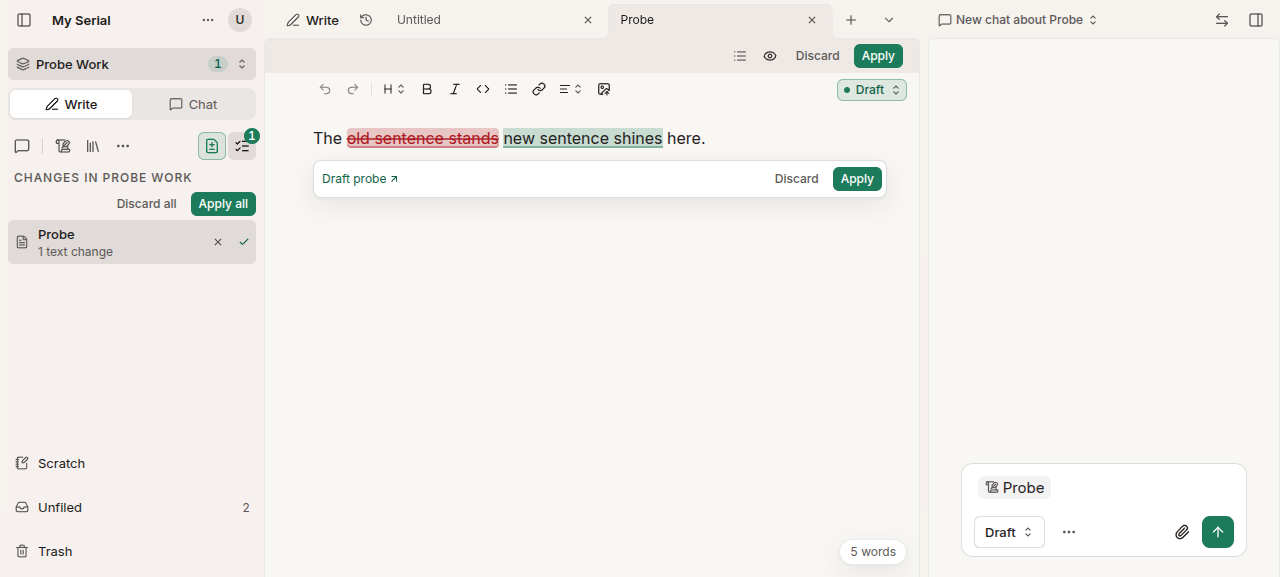 My Serial
U
Probe Work
1
Write
Chat
1
CHANGES IN PROBE WORK
Discard all
Apply all
Probe
1 text change
Scratch
Unfiled
2
Trash
Write
Untitled
Probe
Discard
Apply
H
B
I
Draft
The old sentence stands new sentence shines here.
Draft probe
Discard
Apply
5 words
New chat about Probe
Probe
Draft